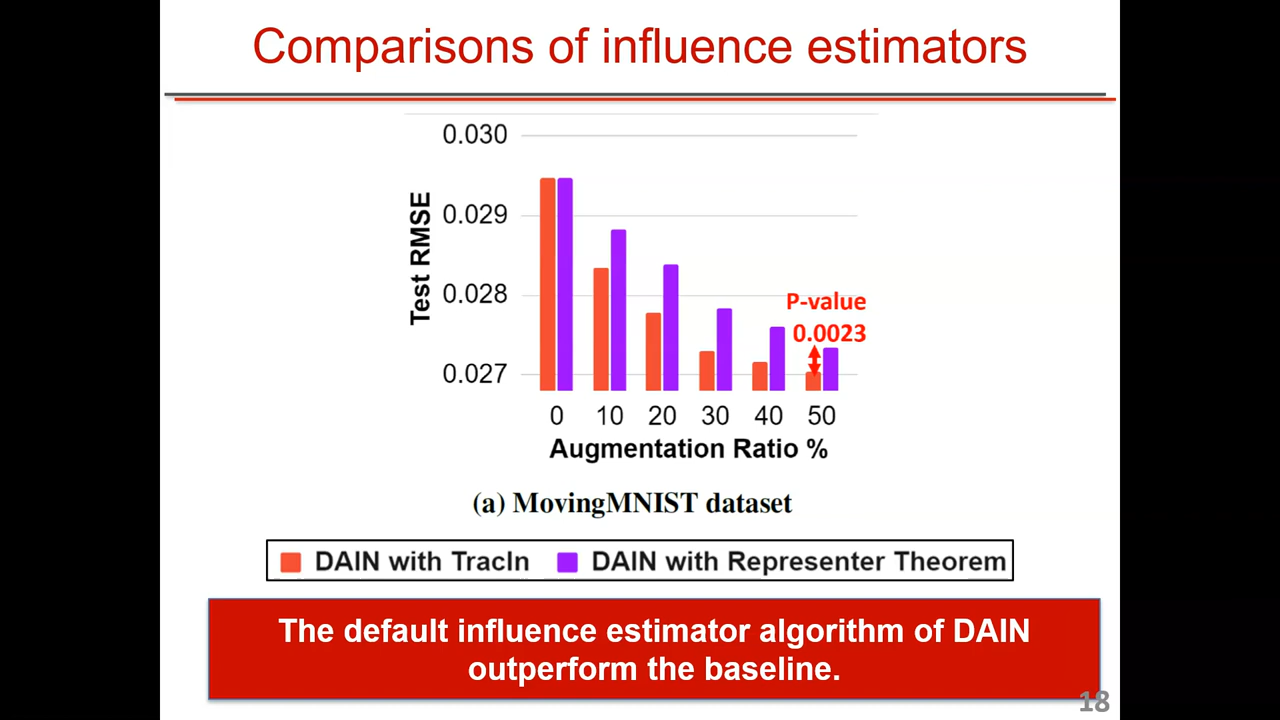 Comparisons of influence estimators
0.030
0.029
0.028
0.027
Test RMSE
P-value
0.0023
0 10 20 30 40 50
Augmentation Ratio %
(a) MovingMNIST dataset
DAIN with TracIn DAIN with Representer Theorem
The default influence estimator algorithm of DAIN
outperform the baseline.
18